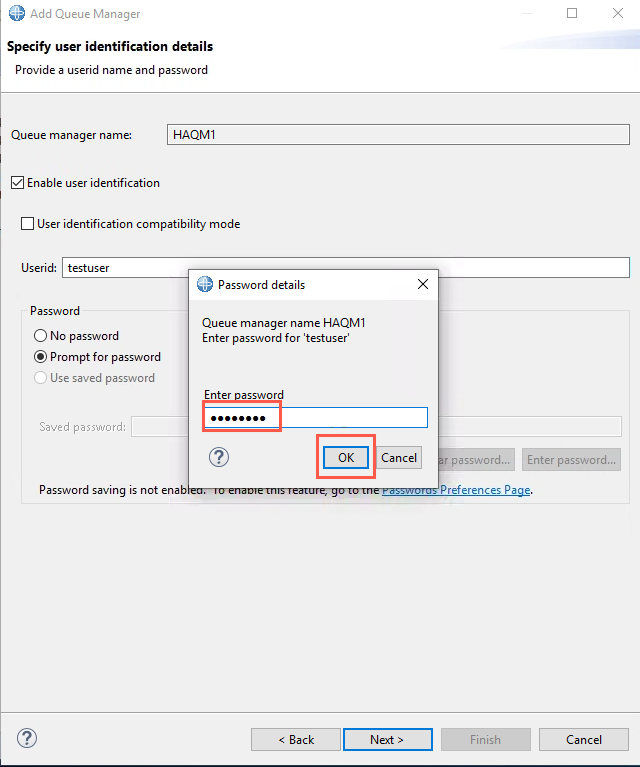 Add Queue Manager
Specify user identification details
Provide a userid name and password
Queue manager name: HAQM1
Enable user identification
User identification compatibility mode
Userid: testuser
Password details
Queue manager name HAQM1
Enter password for 'testuser'
Enter password
●●●●●●●●
OK Cancel
Password
No password
Prompt for password
Use saved password
Saved password:
password... Enter password...
Password saving is not enabled. To enable this feature, go to the Passwords Preferences Page.
< Back Next > Finish Cancel